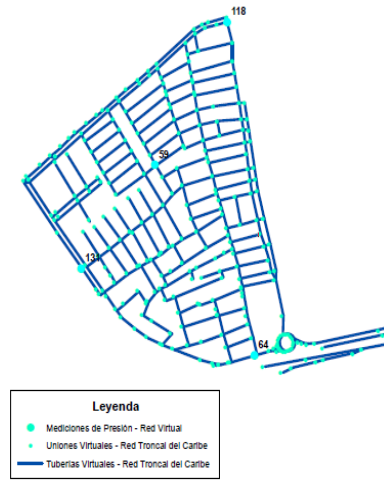 118
59
131
64
Leyenda
Mediciones de Presión - Red Virtual
Uniones Virtuales - Red Troncal del Caribe
Tuberías Virtuales - Red Troncal del Caribe